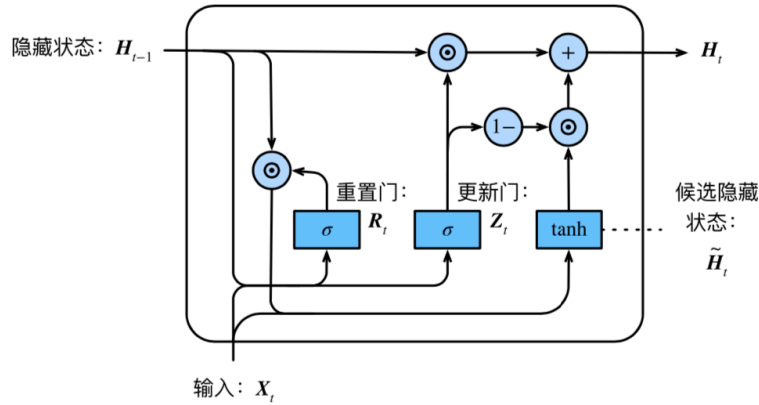 隐藏状态：H_{t−1}
⊙
+
H_t
1−
⊙
⊙
重置门：
R_t
更新门：
Z_t
σ
σ
tanh
候选隐藏
状态：
H̃_t
输入：X_t